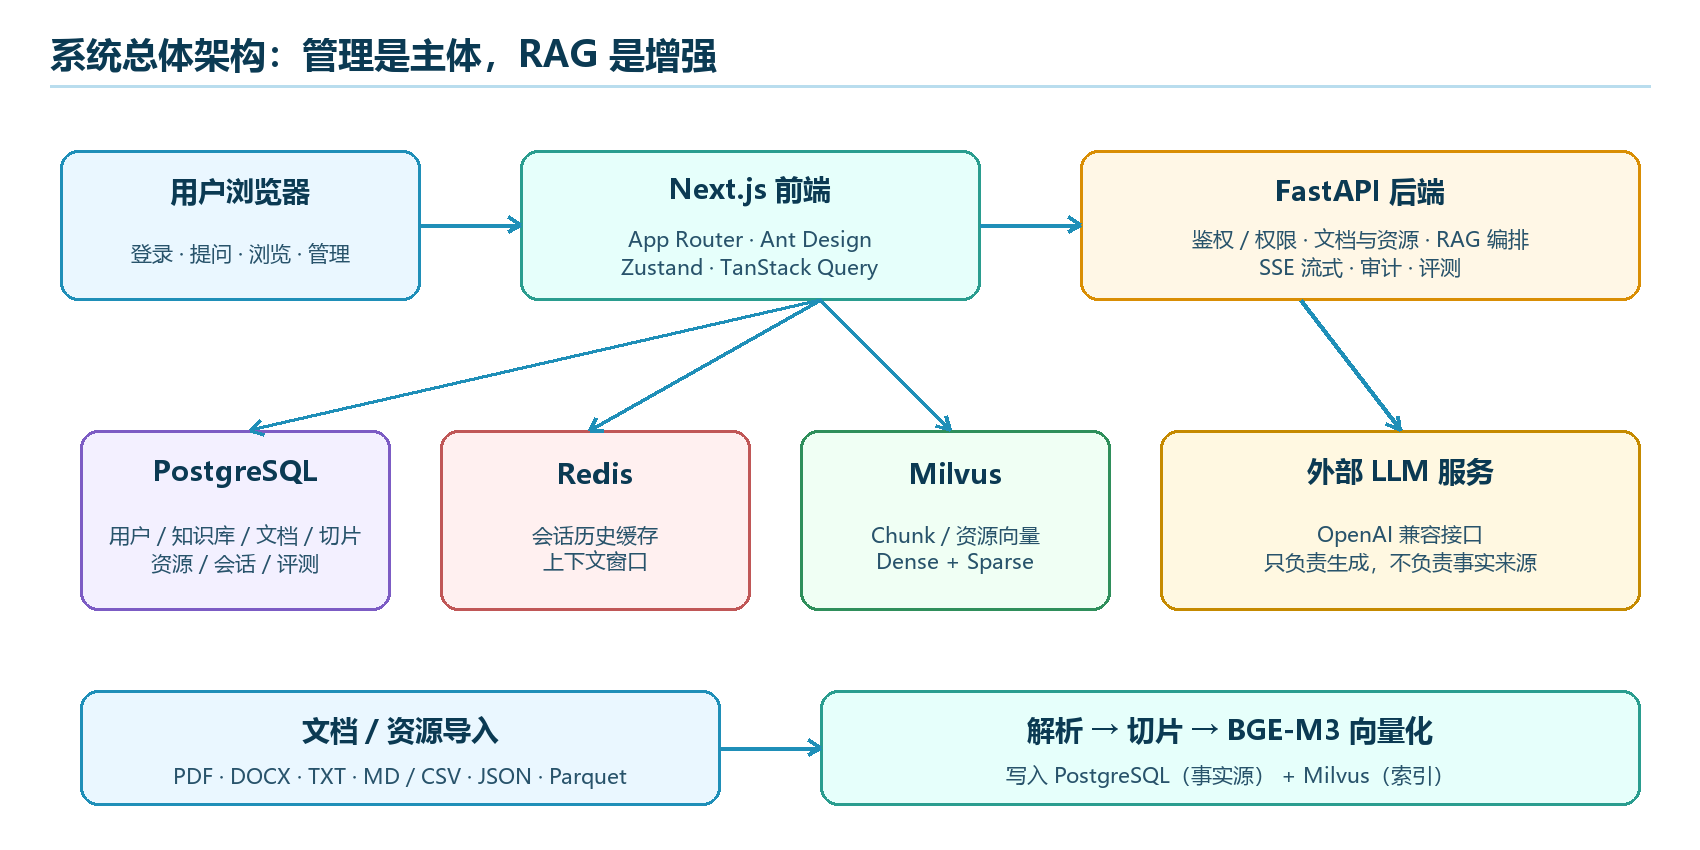 系统总体架构：管理是主体，RAG 是增强
用户浏览器
登录 · 提问 · 浏览 · 管理
Next.js 前端
App Router · Ant Design
Zustand · TanStack Query
FastAPI 后端
鉴权 / 权限 · 文档与资源 · RAG 编排
SSE 流式 · 审计 · 评测
PostgreSQL
用户 / 知识库 / 文档 / 切片
资源 / 会话 / 评测
Redis
会话历史缓存
上下文窗口
Milvus
Chunk / 资源向量
Dense + Sparse
外部 LLM 服务
OpenAI 兼容接口
只负责生成，不负责事实来源
文档 / 资源导入
PDF · DOCX · TXT · MD / CSV · JSON · Parquet
解析 → 切片 → BGE-M3 向量化
写入 PostgreSQL（事实源） + Milvus（索引）